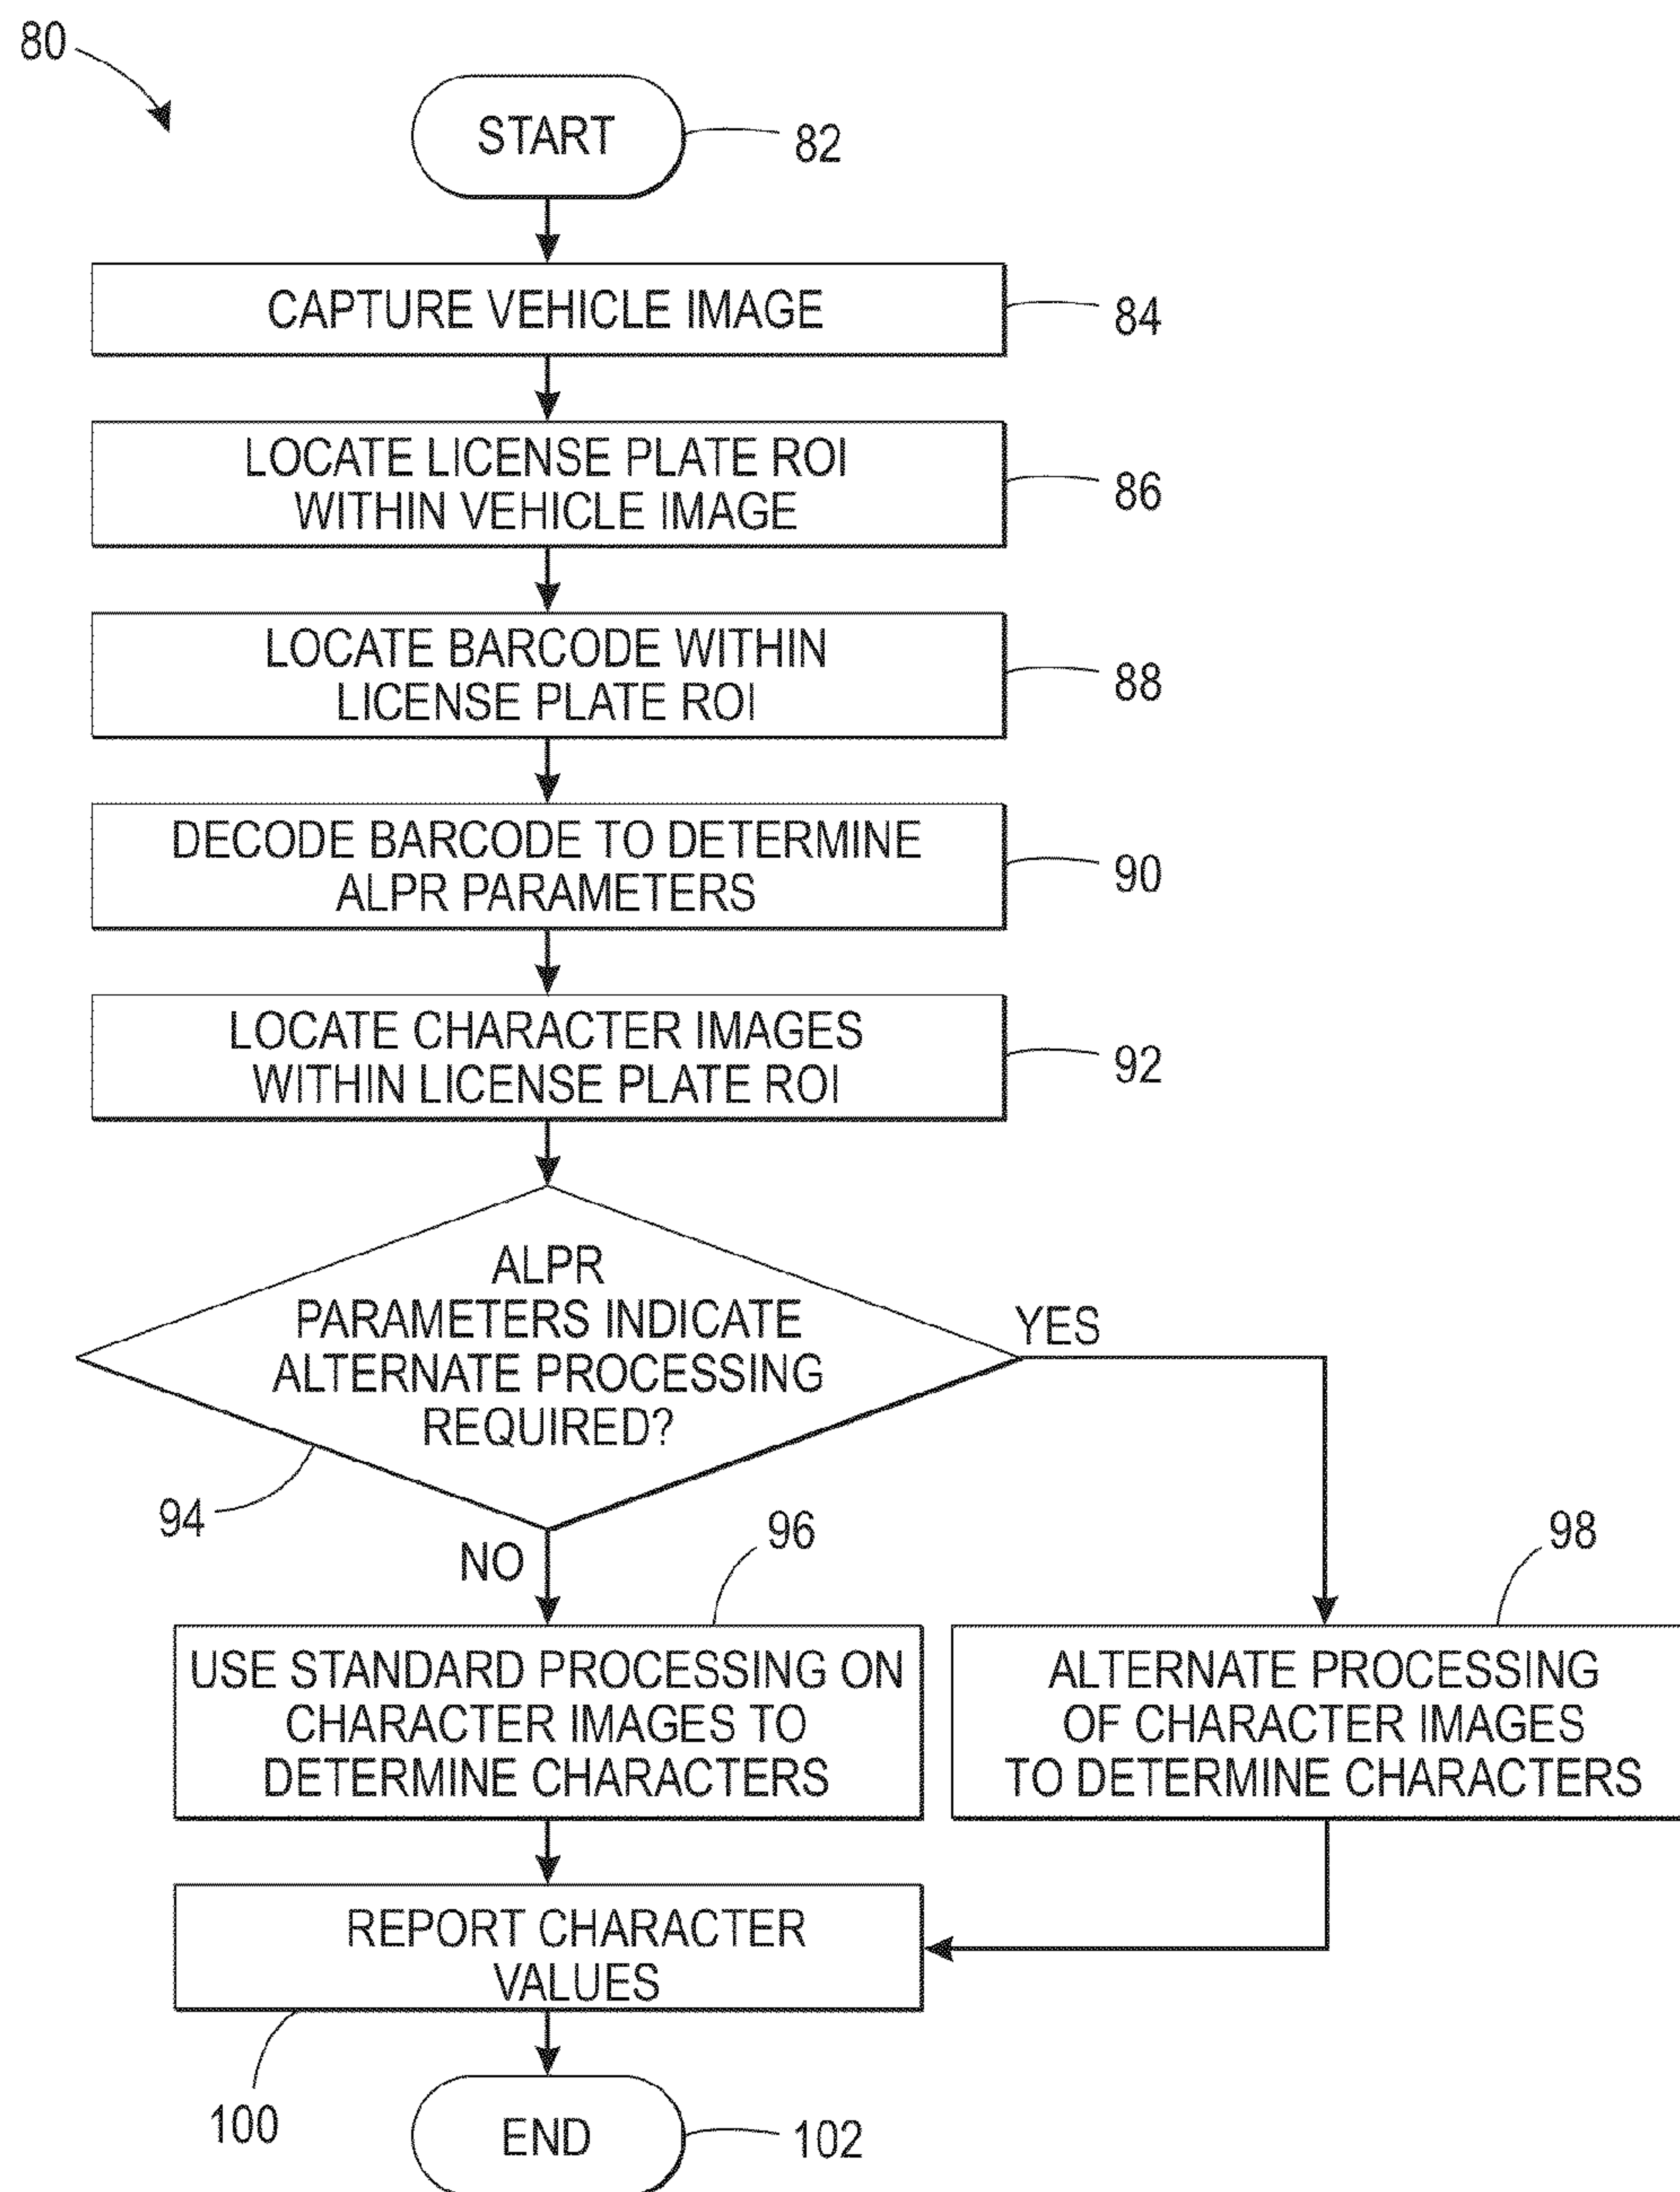 80
START
82
CAPTURE VEHICLE IMAGE
84
LOCATE LICENSE PLATE ROI
WITHIN VEHICLE IMAGE
86
LOCATE BARCODE WITHIN
LICENSE PLATE ROI
88
DECODE BARCODE TO DETERMINE
ALPR PARAMETERS
90
LOCATE CHARACTER IMAGES
WITHIN LICENSE PLATE ROI
92
ALPR
PARAMETERS INDICATE
ALTERNATE PROCESSING
REQUIRED?
YES
94
NO
96
98
USE STANDARD PROCESSING ON
CHARACTER IMAGES TO
DETERMINE CHARACTERS
ALTERNATE PROCESSING
OF CHARACTER IMAGES
TO DETERMINE CHARACTERS
REPORT CHARACTER
VALUES
100
END
102